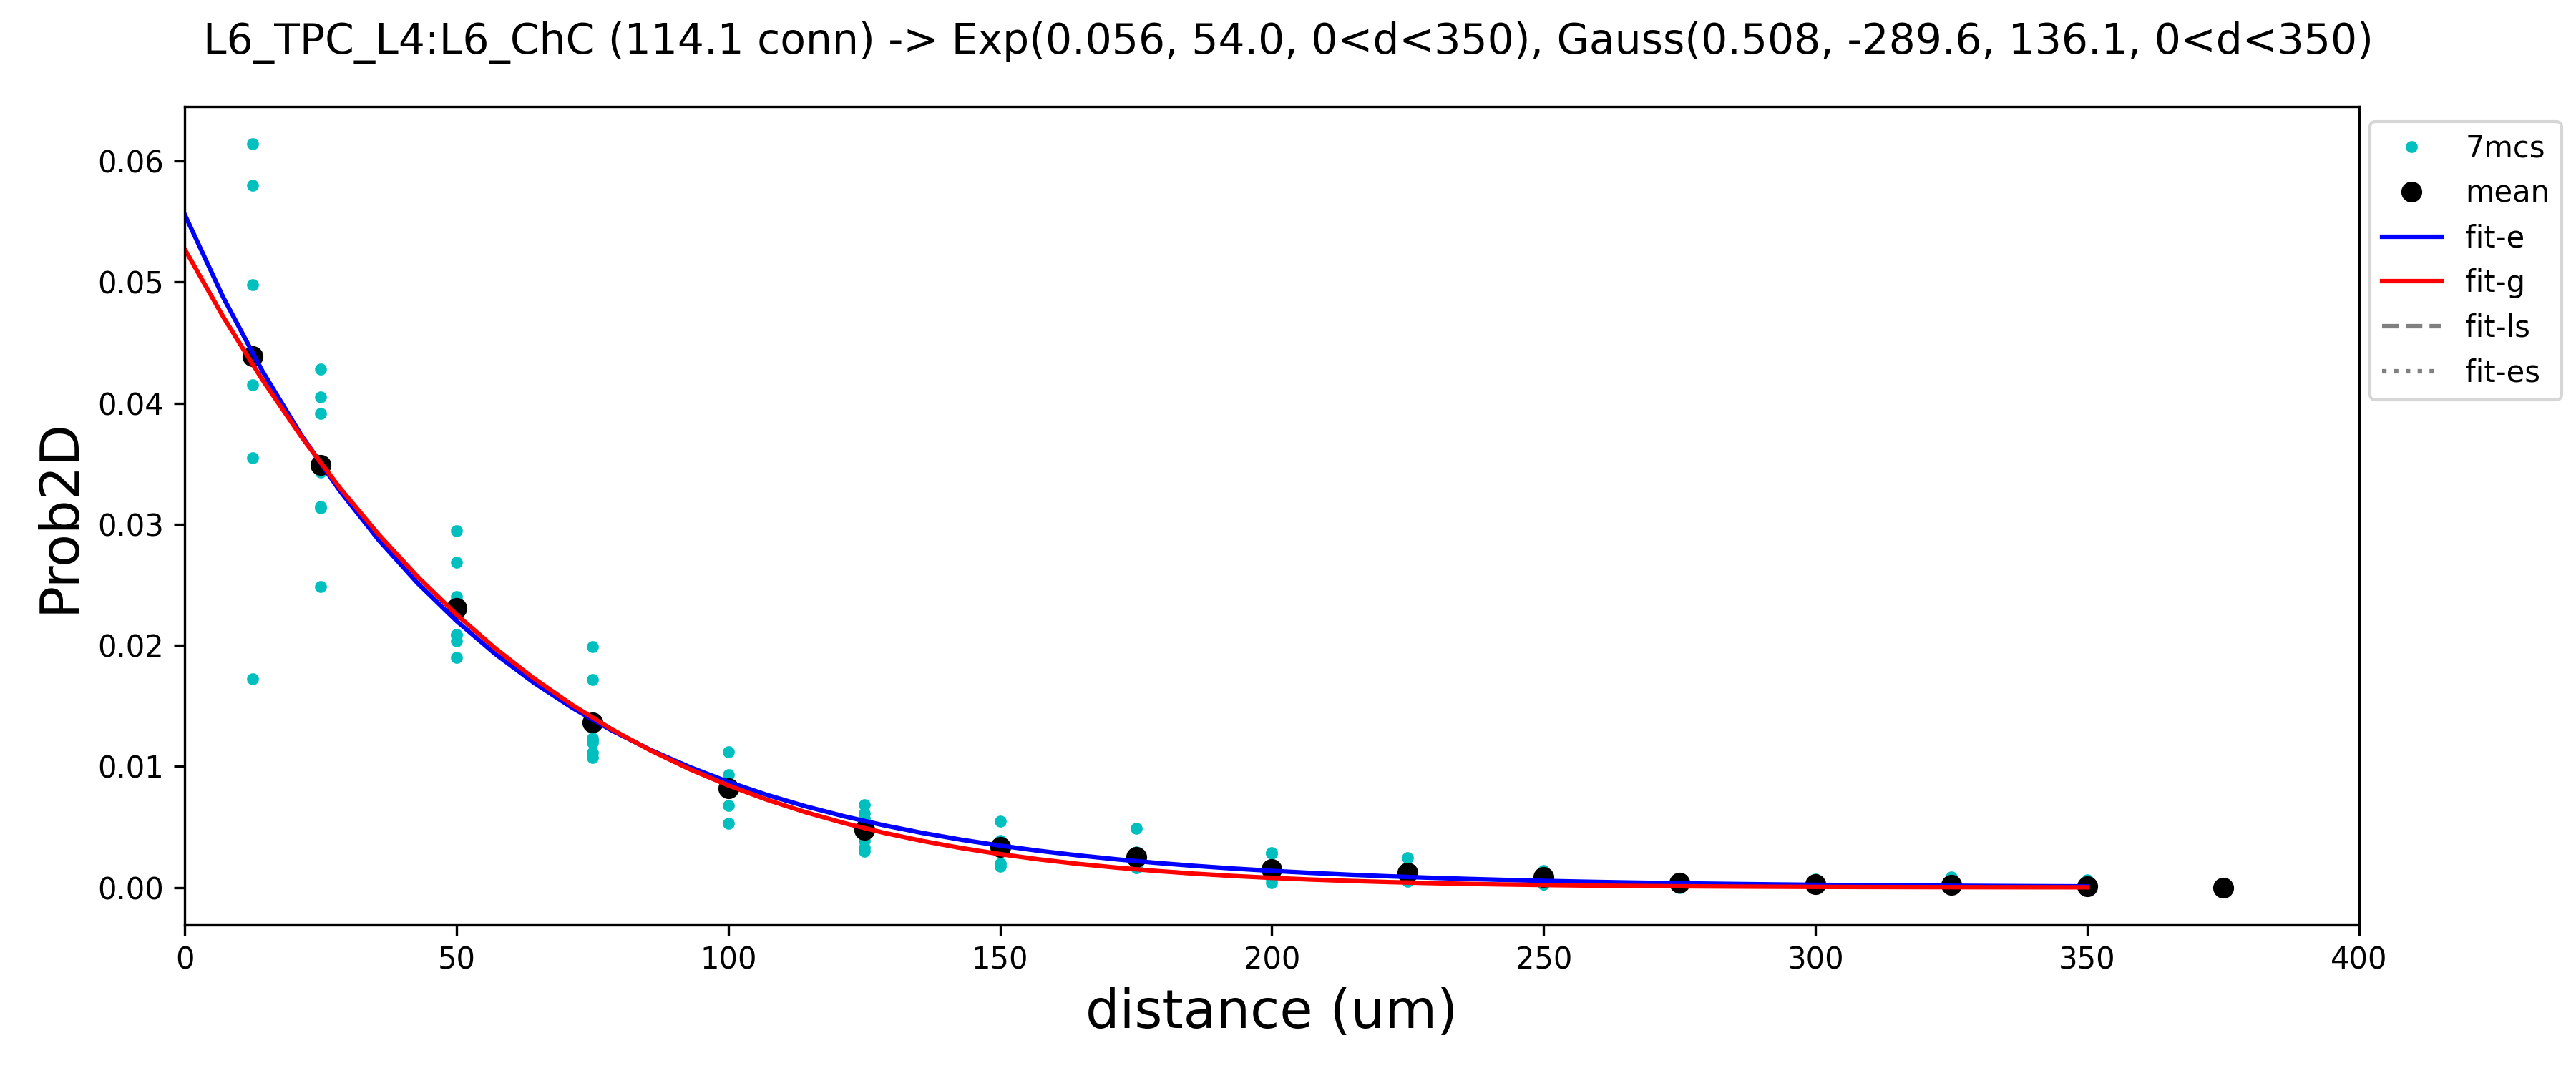 L6_TPC_L4:L6_ChC (114.1 conn) -> Exp(0.056, 54.0, 0<d<350), Gauss(0.508, -289.6, 136.1, 0<d<350)
7mcs
mean
fit-e
fit-g
fit-ls
fit-es
Prob2D
0.06
0.05
0.04
0.03
0.02
0.01
0.00
0 50 100 150 200 250 300 350 400
distance (um)